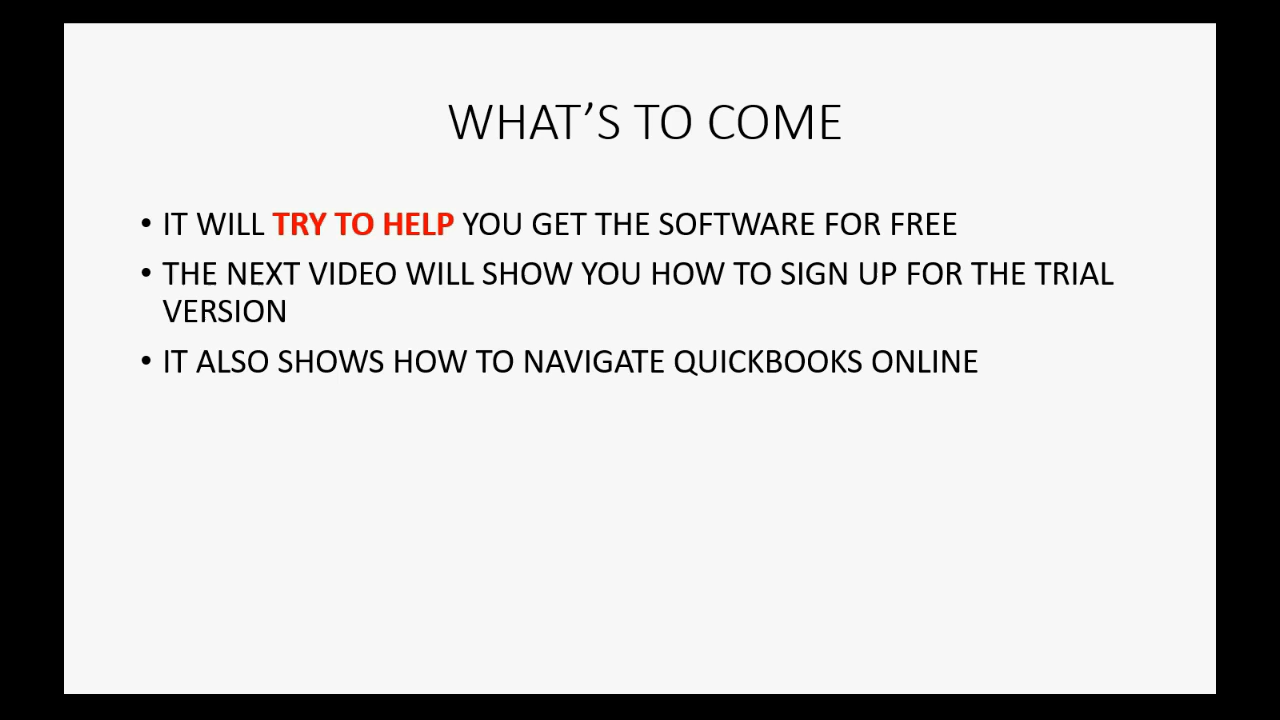 WHAT’S TO COME
• IT WILL TRY TO HELP YOU GET THE SOFTWARE FOR FREE
• THE NEXT VIDEO WILL SHOW YOU HOW TO SIGN UP FOR THE TRIAL
VERSION
• IT ALSO SHOWS HOW TO NAVIGATE QUICKBOOKS ONLINE